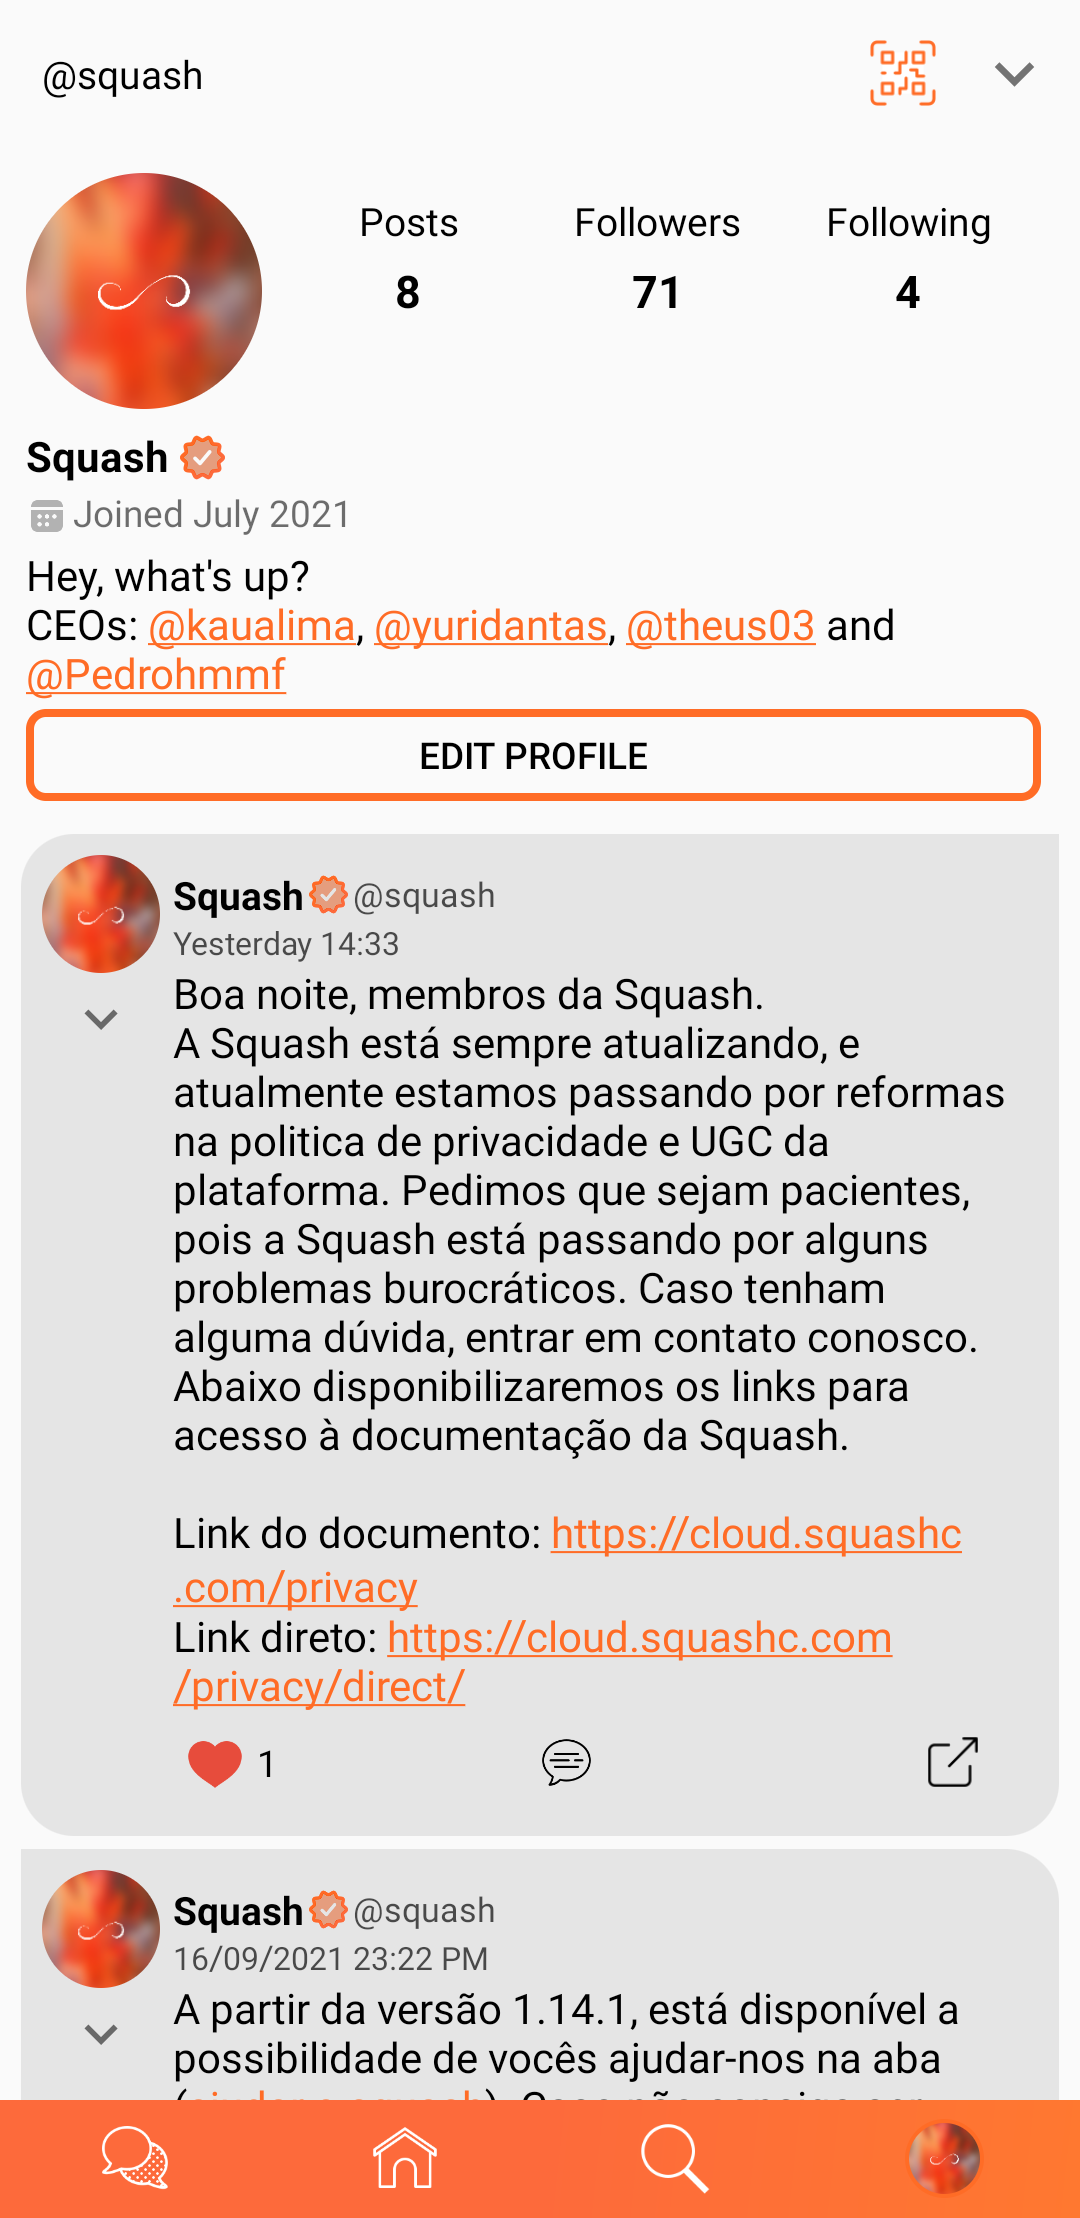 @squash
Posts Followers Following
8 71 4
Squash
Joined July 2021
Hey, what's up?
CEOs: @kaualima, @yuridantas, @theus03 and
@Pedrohmmf
EDIT PROFILE
Squash @squash
Yesterday 14:33
Boa noite, membros da Squash.
A Squash está sempre atualizando, e
atualmente estamos passando por reformas
na politica de privacidade e UGC da
plataforma. Pedimos que sejam pacientes,
pois a Squash está passando por alguns
problemas burocráticos. Caso tenham
alguma dúvida, entrar em contato conosco.
Abaixo disponibilizaremos os links para
acesso à documentação da Squash.
Link do documento: https://cloud.squashc
.com/privacy
Link direto: https://cloud.squashc.com
/privacy/direct/
1
Squash @squash
16/09/2021 23:22 PM
A partir da versão 1.14.1, está disponível a
possibilidade de vocês ajudar-nos na aba